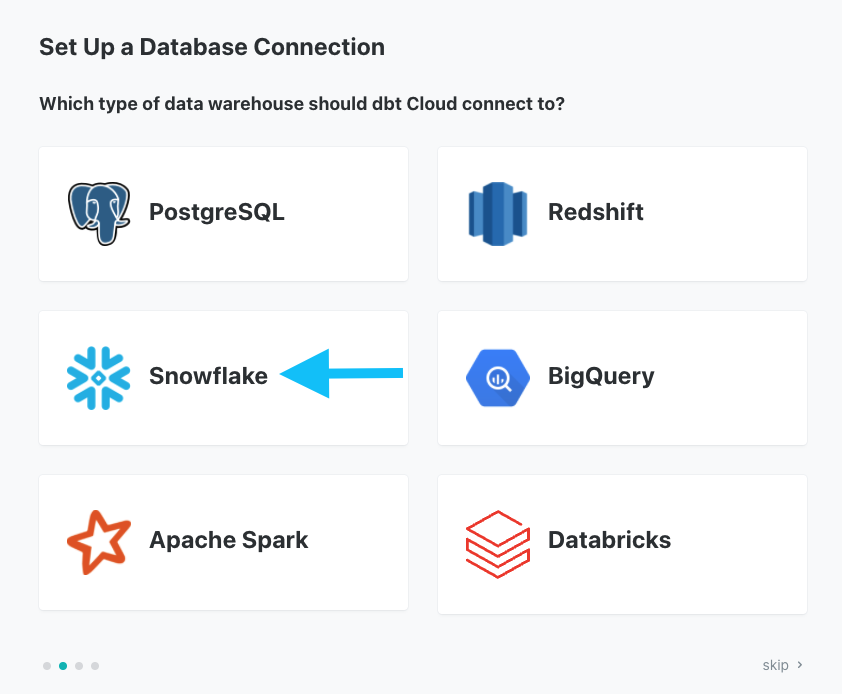 Set Up a Database Connection
Which type of data warehouse should dbt Cloud connect to?
PostgreSQL
Redshift
Snowflake
BigQuery
Apache Spark
Databricks
skip